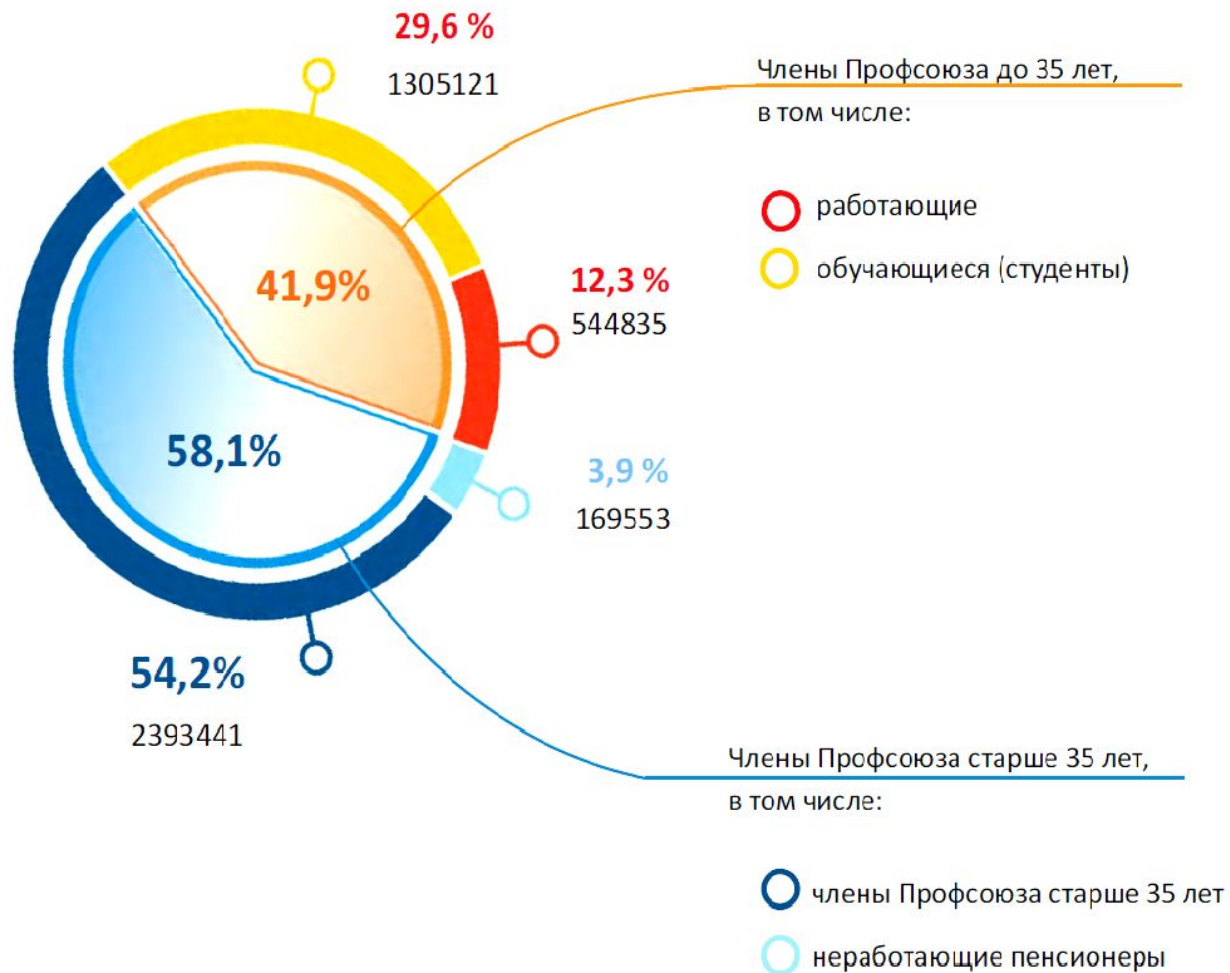 29,6 %
1305121
Члены Профсоюза до 35 лет,
в том числе:
работающие
обучающиеся (студенты)
41,9%
12,3 %
544835
58,1%
3,9 %
169553
54,2%
2393441
Члены Профсоюза старше 35 лет,
в том числе:
члены Профсоюза старше 35 лет
неработающие пенсионеры